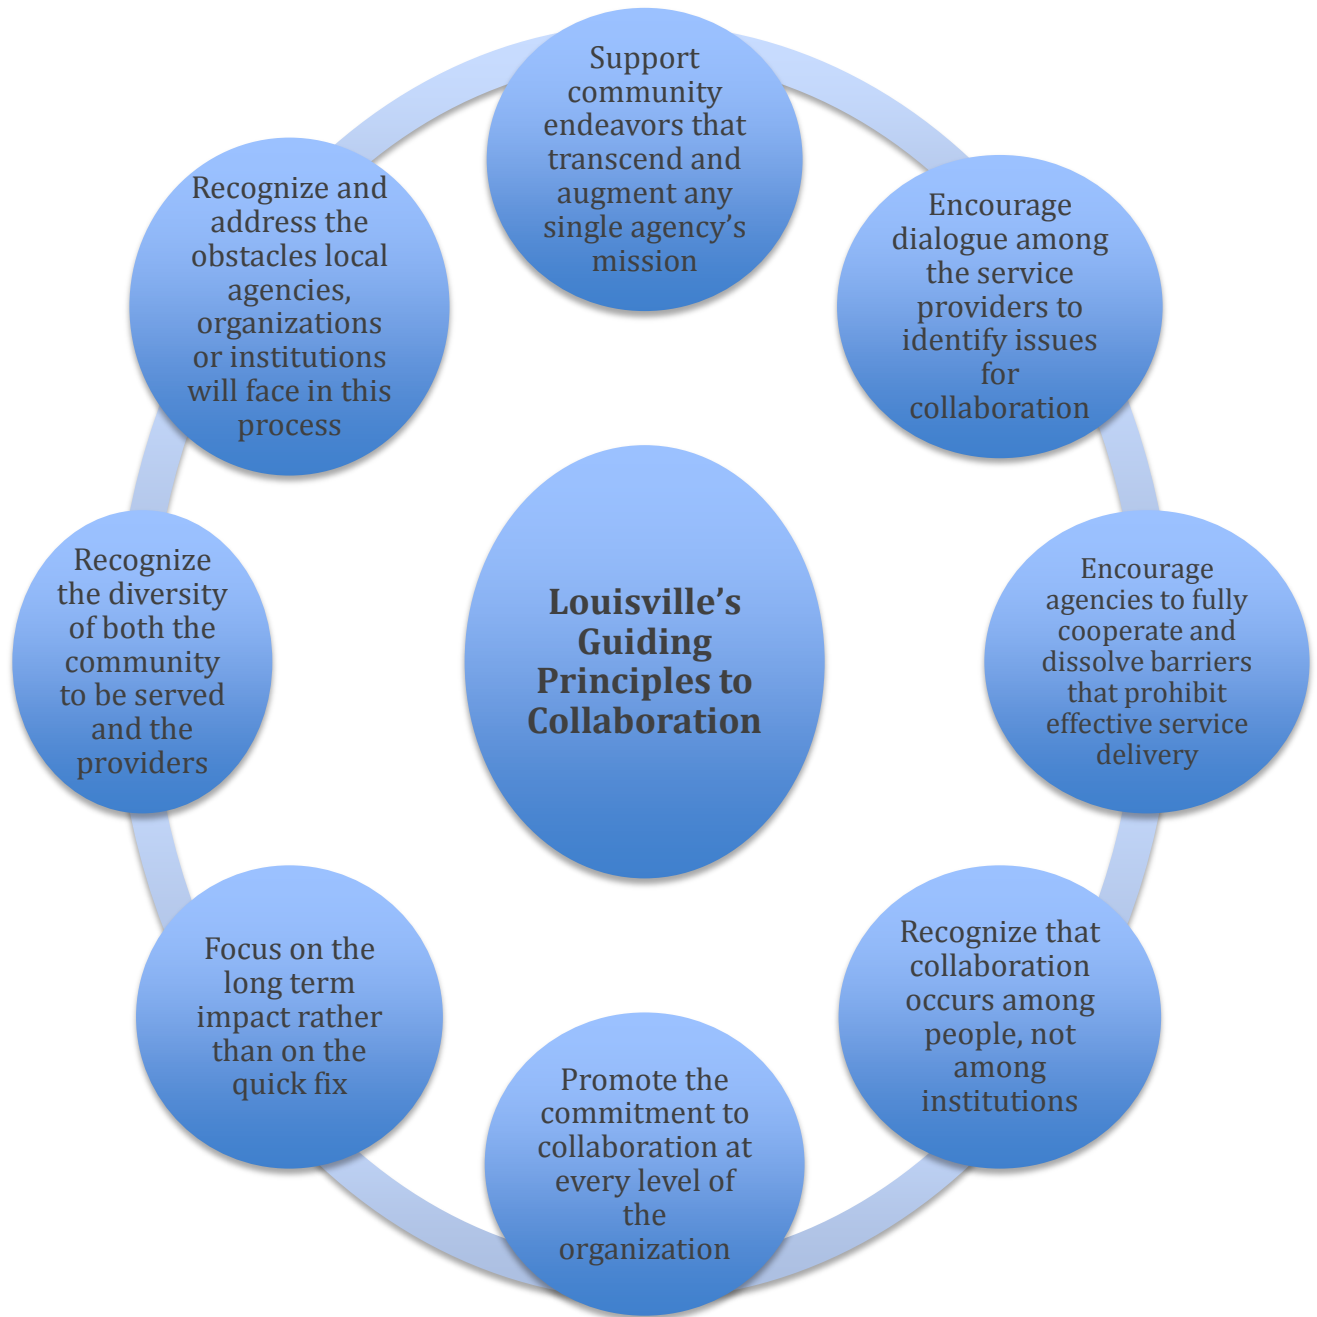 Support
community
endeavors that
transcend and
augment any
single agency’s
mission
Encourage
dialogue among
the service
providers to
identify issues
for
collaboration
Encourage
agencies to fully
cooperate and
dissolve barriers
that prohibit
effective service
delivery
Recognize that
collaboration
occurs among
people, not
among
institutions
Promote the
commitment to
collaboration at
every level of
the
organization
Focus on the
long term
impact rather
than on the
quick fix
Recognize
the diversity
of both the
community
to be served
and the
providers
Recognize and
address the
obstacles local
agencies,
organizations
or institutions
will face in this
process
Louisville’s
Guiding
Principles to
Collaboration